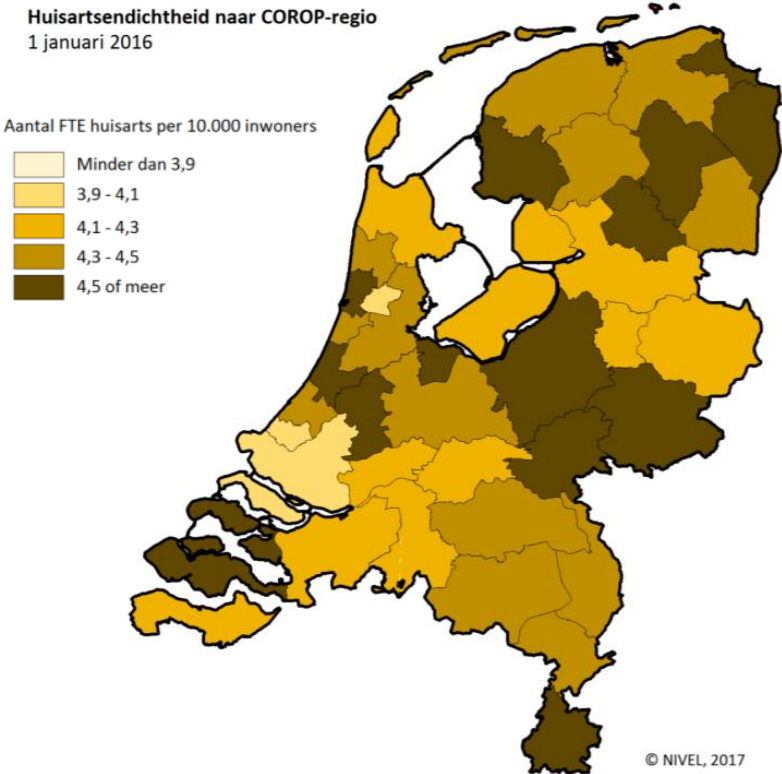 Huisartsendichtheid naar COROP-regio
1 januari 2016
Aantal FTE huisarts per 10.000 inwoners
Minder dan 3,9
3,9 - 4,1
4,1 - 4,3
4,3 - 4,5
4,5 of meer
© NIVEL, 2017